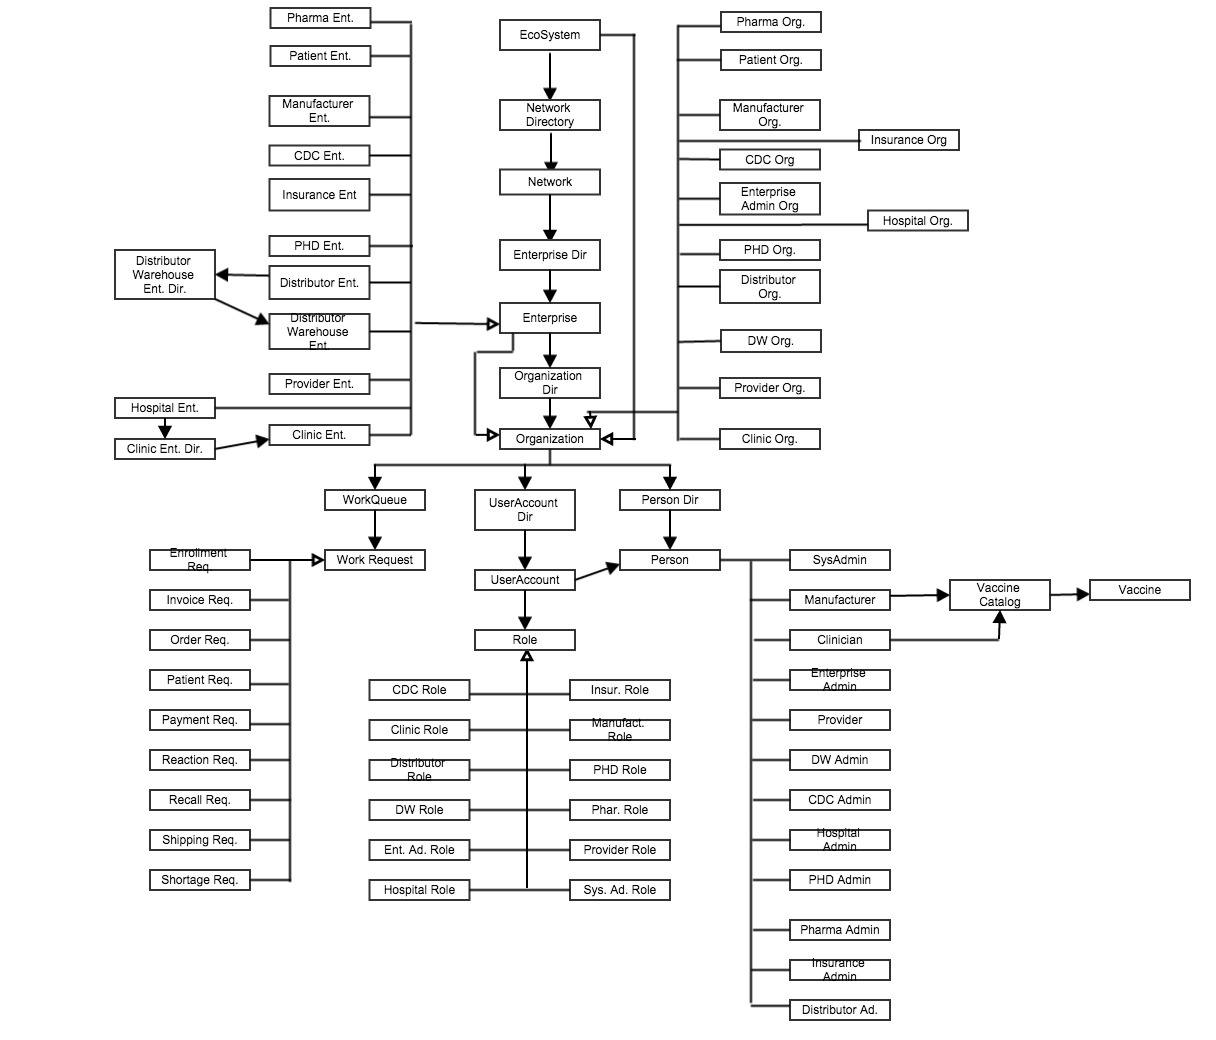 Pharma Ent.
Patient Ent.
Manufacturer
Ent.
CDC Ent.
Insurance Ent
PHD Ent.
Distributor
Warehouse
Ent. Dir.
Distributor Ent.
Distributor
Warehouse
Ent.
Provider Ent.
Hospital Ent.
Clinic Ent. Dir.
Clinic Ent.
EcoSystem
Network
Directory
Network
Enterprise Dir
Enterprise
Organization
Dir
Organization
Pharma Org.
Patient Org.
Manufacturer
Org.
Insurance Org
CDC Org
Enterprise
Admin Org
Hospital Org.
PHD Org.
Distributor
Org.
DW Org.
Provider Org.
Clinic Org.
WorkQueue
UserAccount
Dir
Person Dir
Work Request
UserAccount
Person
Role
Enrollment
Req.
Invoice Req.
Order Req.
Patient Req.
Payment Req.
Reaction Req.
Recall Req.
Shipping Req.
Shortage Req.
CDC Role
Insur. Role
Clinic Role
Manufact.
Role
Distributor
Role
PHD Role
DW Role
Phar. Role
Ent. Ad. Role
Provider Role
Hospital Role
Sys. Ad. Role
SysAdmin
Manufacturer
Vaccine
Catalog
Vaccine
Clinician
Enterprise
Admin
Provider
DW Admin
CDC Admin
Hospital
Admin
PHD Admin
Pharma Admin
Insurance
Admin
Distributor Ad.